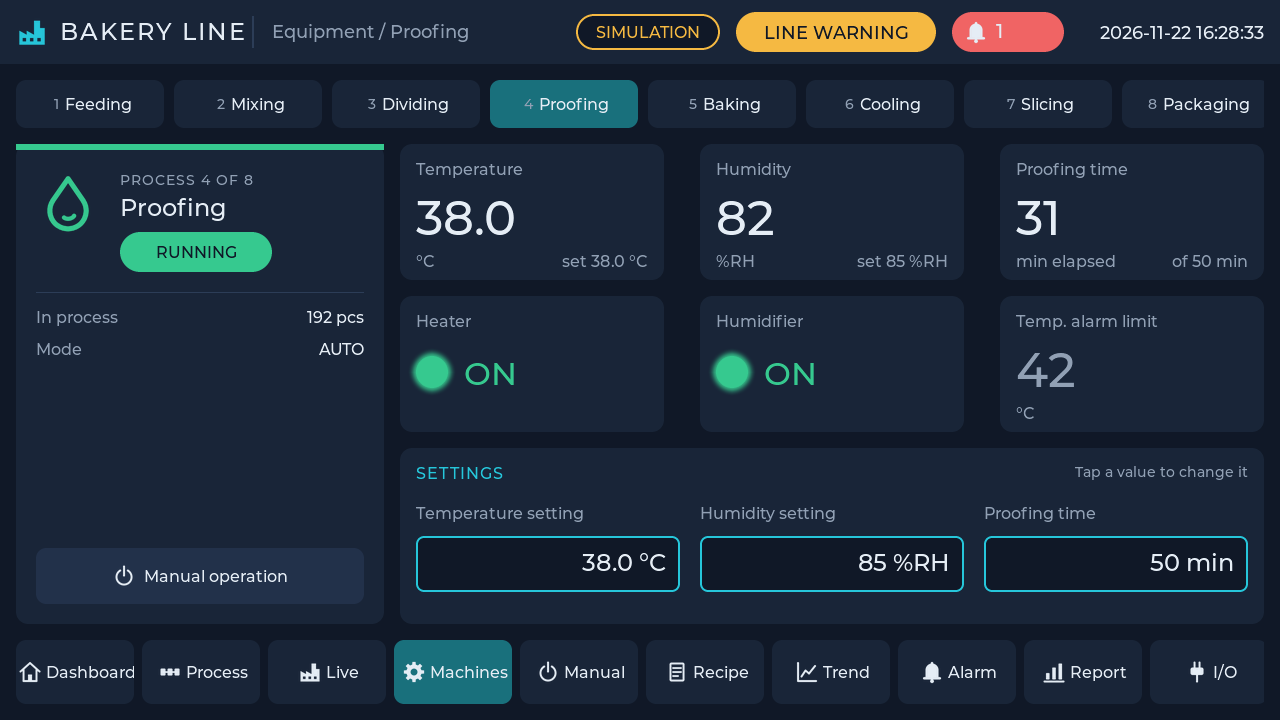 BAKERY LINE
Equipment / Proofing
SIMULATION
LINE WARNING
1
2026-11-22 16:28:33
1 Feeding
2 Mixing
3 Dividing
4 Proofing
5 Baking
6 Cooling
7 Slicing
8 Packaging
PROCESS 4 OF 8
Proofing
RUNNING
In process 192 pcs
Mode AUTO
Manual operation
Temperature
38.0
°C set 38.0 °C
Humidity
82
%RH set 85 %RH
Proofing time
31
min elapsed of 50 min
Heater
ON
Humidifier
ON
Temp. alarm limit
42
°C
SETTINGS
Tap a value to change it
Temperature setting
38.0 °C
Humidity setting
85 %RH
Proofing time
50 min
Dashboard
Process
Live
Machines
Manual
Recipe
Trend
Alarm
Report
I/O